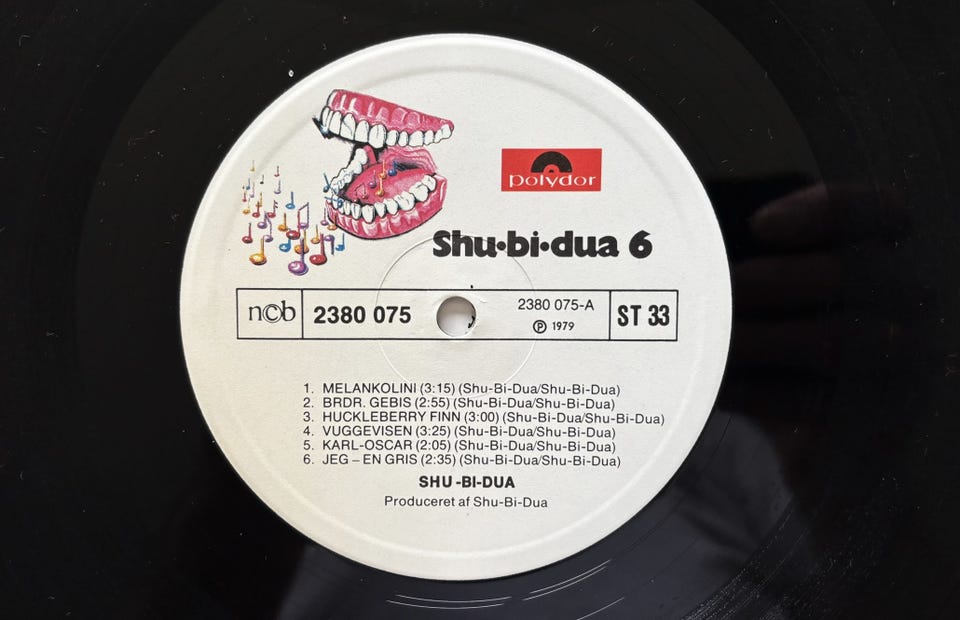 polydor
Shu•bi•dua 6
n©b 2380 075 2380 075-A ST 33
℗ 1979
1. MELANKOLINI (3:15) (Shu-Bi-Dua/Shu-Bi-Dua)
2. BRDR. GEBIS (2:55) (Shu-Bi-Dua/Shu-Bi-Dua)
3. HUCKLEBERRY FINN (3:00) (Shu-Bi-Dua/Shu-Bi-Dua)
4. VUGGEVISEN (3:25) (Shu-Bi-Dua/Shu-Bi-Dua)
5. KARL-OSCAR (2:05) (Shu-Bi-Dua/Shu-Bi-Dua)
6. JEG – EN GRIS (2:35) (Shu-Bi-Dua/Shu-Bi-Dua)
SHU-BI-DUA
Produceret af Shu-Bi-Dua